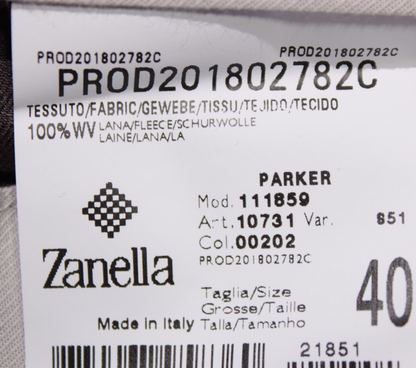 PROD201802782C
PROD201802782C
PROD201802782C
TESSUTO/FABRIC/GEWEBE/TISSU/TEJIDO/TECIDO
100%WV LANA/FLEECE/SCHURWOLLE
LAINE/LANA/LA
PARKER
Mod. 111859
Art. 10731 Var. 851
Col. 00202
PROD201802782C
Zanella
Taglia/Size
Grosse/Taille
Talla/Tamanho
40
Made in Italy
21851